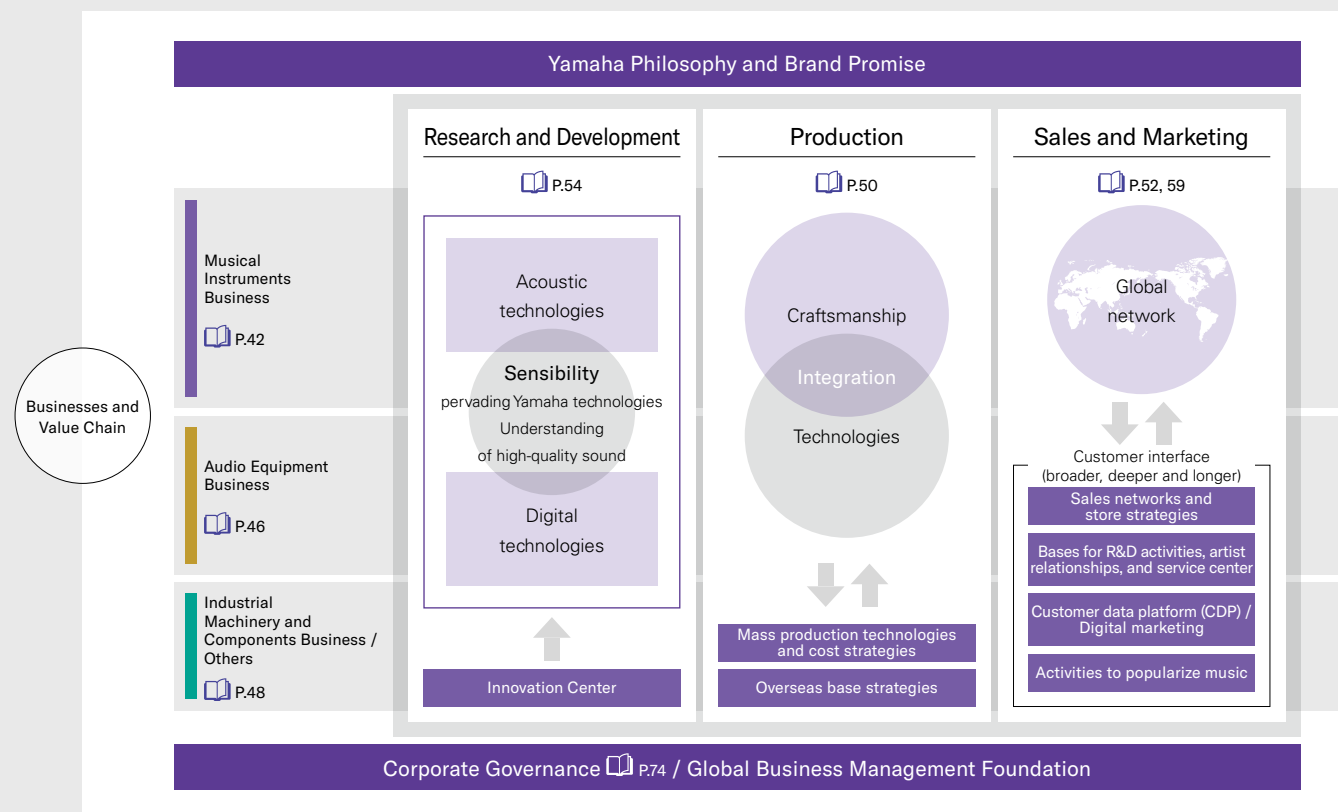 Yamaha Philosophy and Brand Promise
Businesses and
Value Chain
Musical
Instruments
Business
P.42
Audio Equipment
Business
P.46
Industrial
Machinery and
Components Business /
Others
P.48
Research and Development
P.54
Acoustic
technologies
Sensibility
pervading Yamaha technologies
Understanding
of high-quality sound
Digital
technologies
Innovation Center
Production
P.50
Craftsmanship
Integration
Technologies
Mass production technologies
and cost strategies
Overseas base strategies
Sales and Marketing
P.52, 59
Global
network
Customer interface
(broader, deeper and longer)
Sales networks and
store strategies
Bases for R&D activities, artist
relationships, and service center
Customer data platform (CDP) /
Digital marketing
Activities to popularize music
Corporate Governance P.74 / Global Business Management Foundation